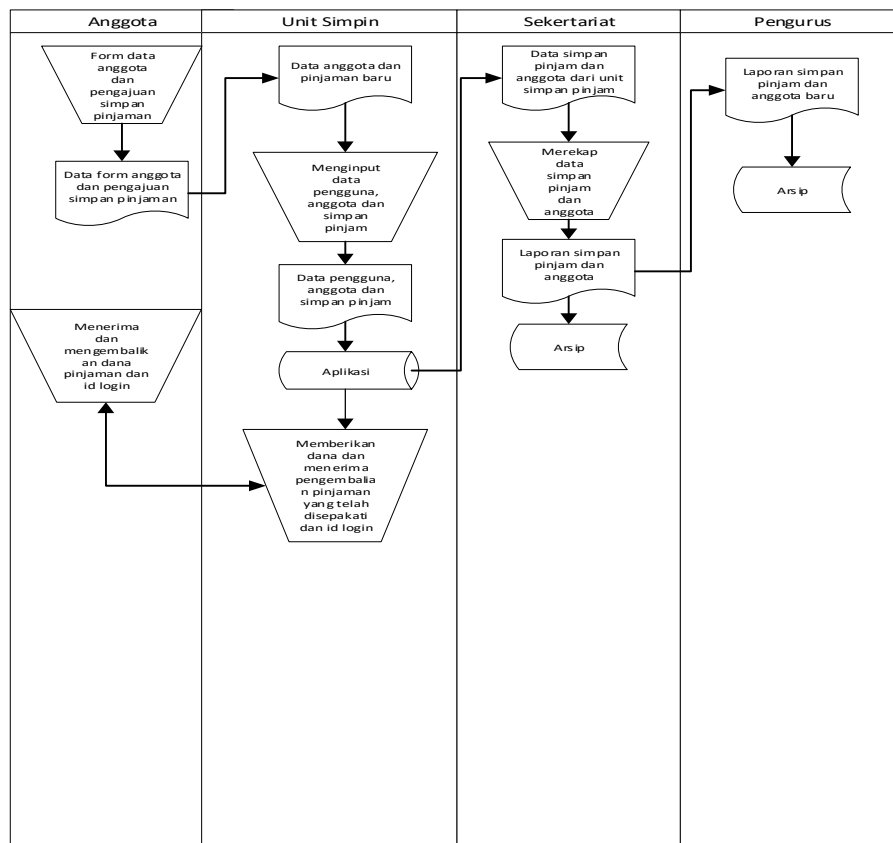 Anggota
Unit Simpin
Sekertariat
Pengurus
Form data
anggota
dan
pengajuan
simpan
pinjaman
Data form anggota
dan pengajuan
simpan pinjaman
Menerima
dan
mengembalik
an dana
pinjaman dan
id login
Data anggota dan
pinjaman baru
Menginput
data
pengguna,
anggota dan
simpan
pinjam
Data pengguna,
anggota dan
simpan pinjam
Aplikasi
Memberikan
dana dan
menerima
pengembalia
n pinjaman
yang telah
disepakati
dan id login
Data simpan
pinjam dan
anggota dari unit
simpan pinjam
Merekap
data
simpan
pinjam
dan
anggota
Laporan simpan
pinjam dan
anggota
Arsip
Laporan simpan
pinjam dan
anggota baru
Arsip